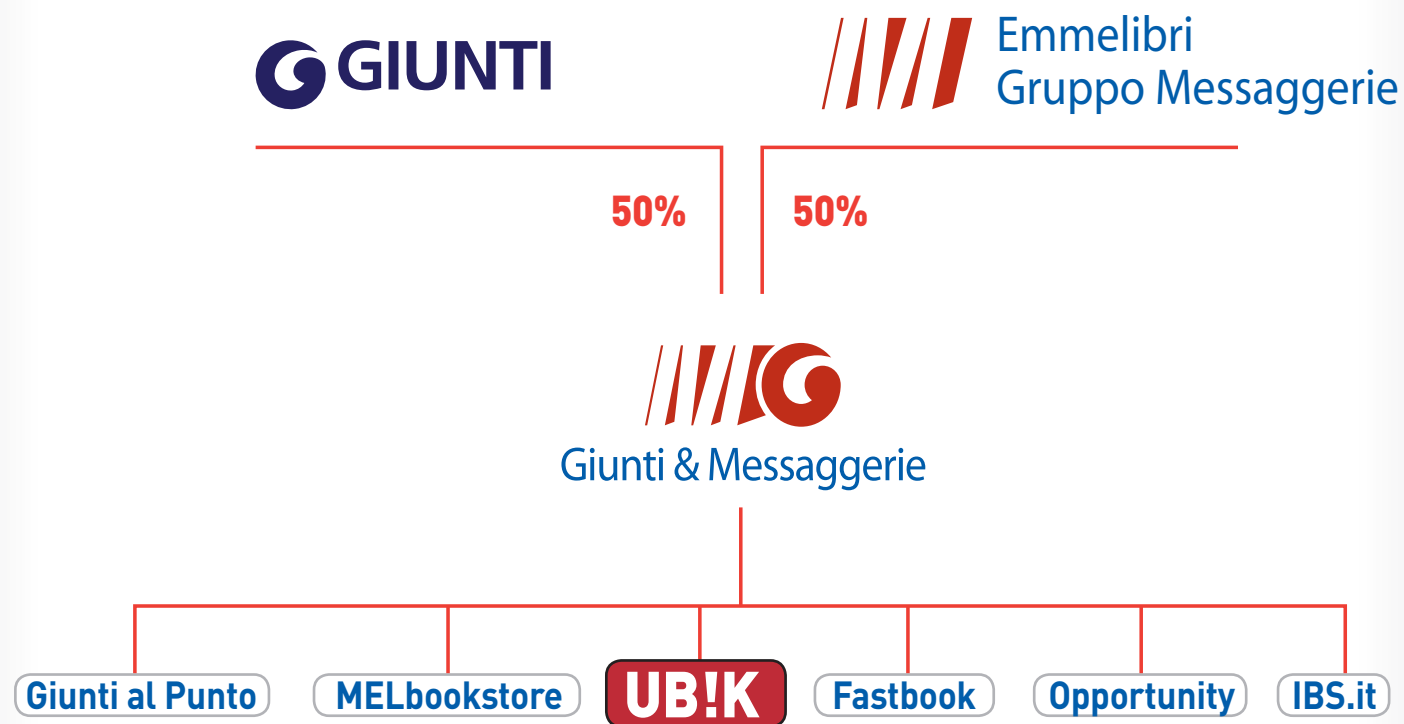 GIUNTI
Emmelibri
Gruppo Messaggerie
50%
50%
Giunti & Messaggerie
Giunti al Punto
MELbookstore
UB!K
Fastbook
Opportunity
IBS.it